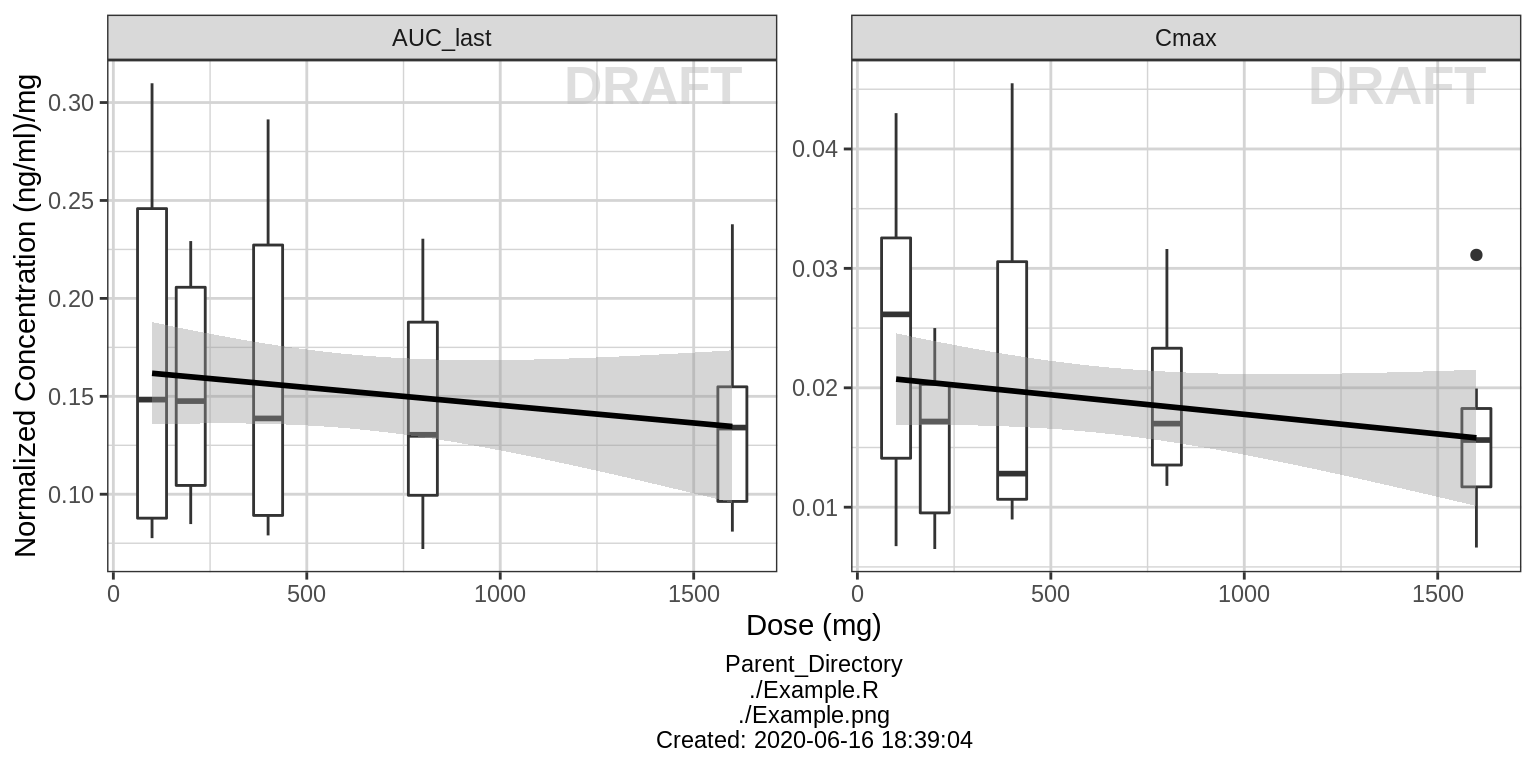 AUC_last
Cmax
DRAFT
DRAFT
Normalized Concentration (ng/ml)/mg
0.30
0.25
0.20
0.15
0.10
0.04
0.03
0.02
0.01
0 500 1000 1500
0 500 1000 1500
Dose (mg)
Parent_Directory
./Example.R
./Example.png
Created: 2020-06-16 18:39:04